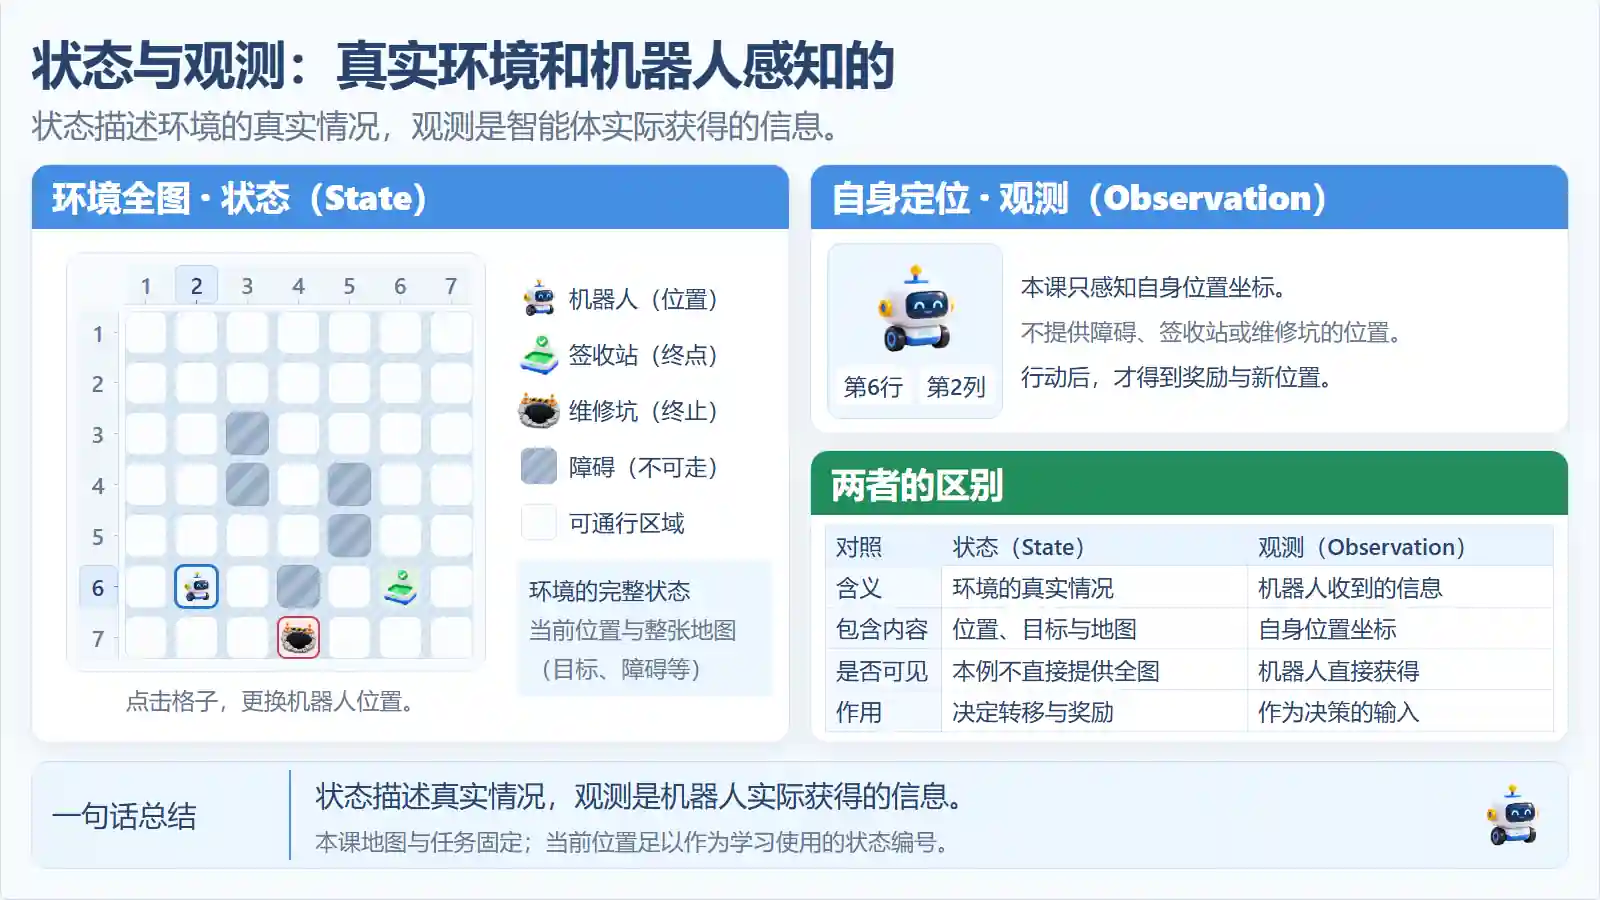 状态与观测：真实环境和机器人感知的
状态描述环境的真实情况，观测是智能体实际获得的信息。
环境全图·状态（State）
1 2 3 4 5 6 7
1
2
3
4
5
6
7
点击格子，更换机器人位置。
机器人（位置）
签收站（终点）
维修坑（终止）
障碍（不可走）
可通行区域
环境的完整状态
当前位置与整张地图
（目标、障碍等）
自身定位·观测（Observation）
第6行 第2列
本课只感知自身位置坐标。
不提供障碍、签收站或维修坑的位置。
行动后，才得到奖励与新位置。
两者的区别
对照 状态（State） 观测（Observation）
含义 环境的真实情况 机器人收到的信息
包含内容 位置、目标与地图 自身位置坐标
是否可见 本例不直接提供全图 机器人直接获得
作用 决定转移与奖励 作为决策的输入
一句话总结
状态描述真实情况，观测是机器人实际获得的信息。
本课地图与任务固定；当前位置足以作为学习使用的状态编号。